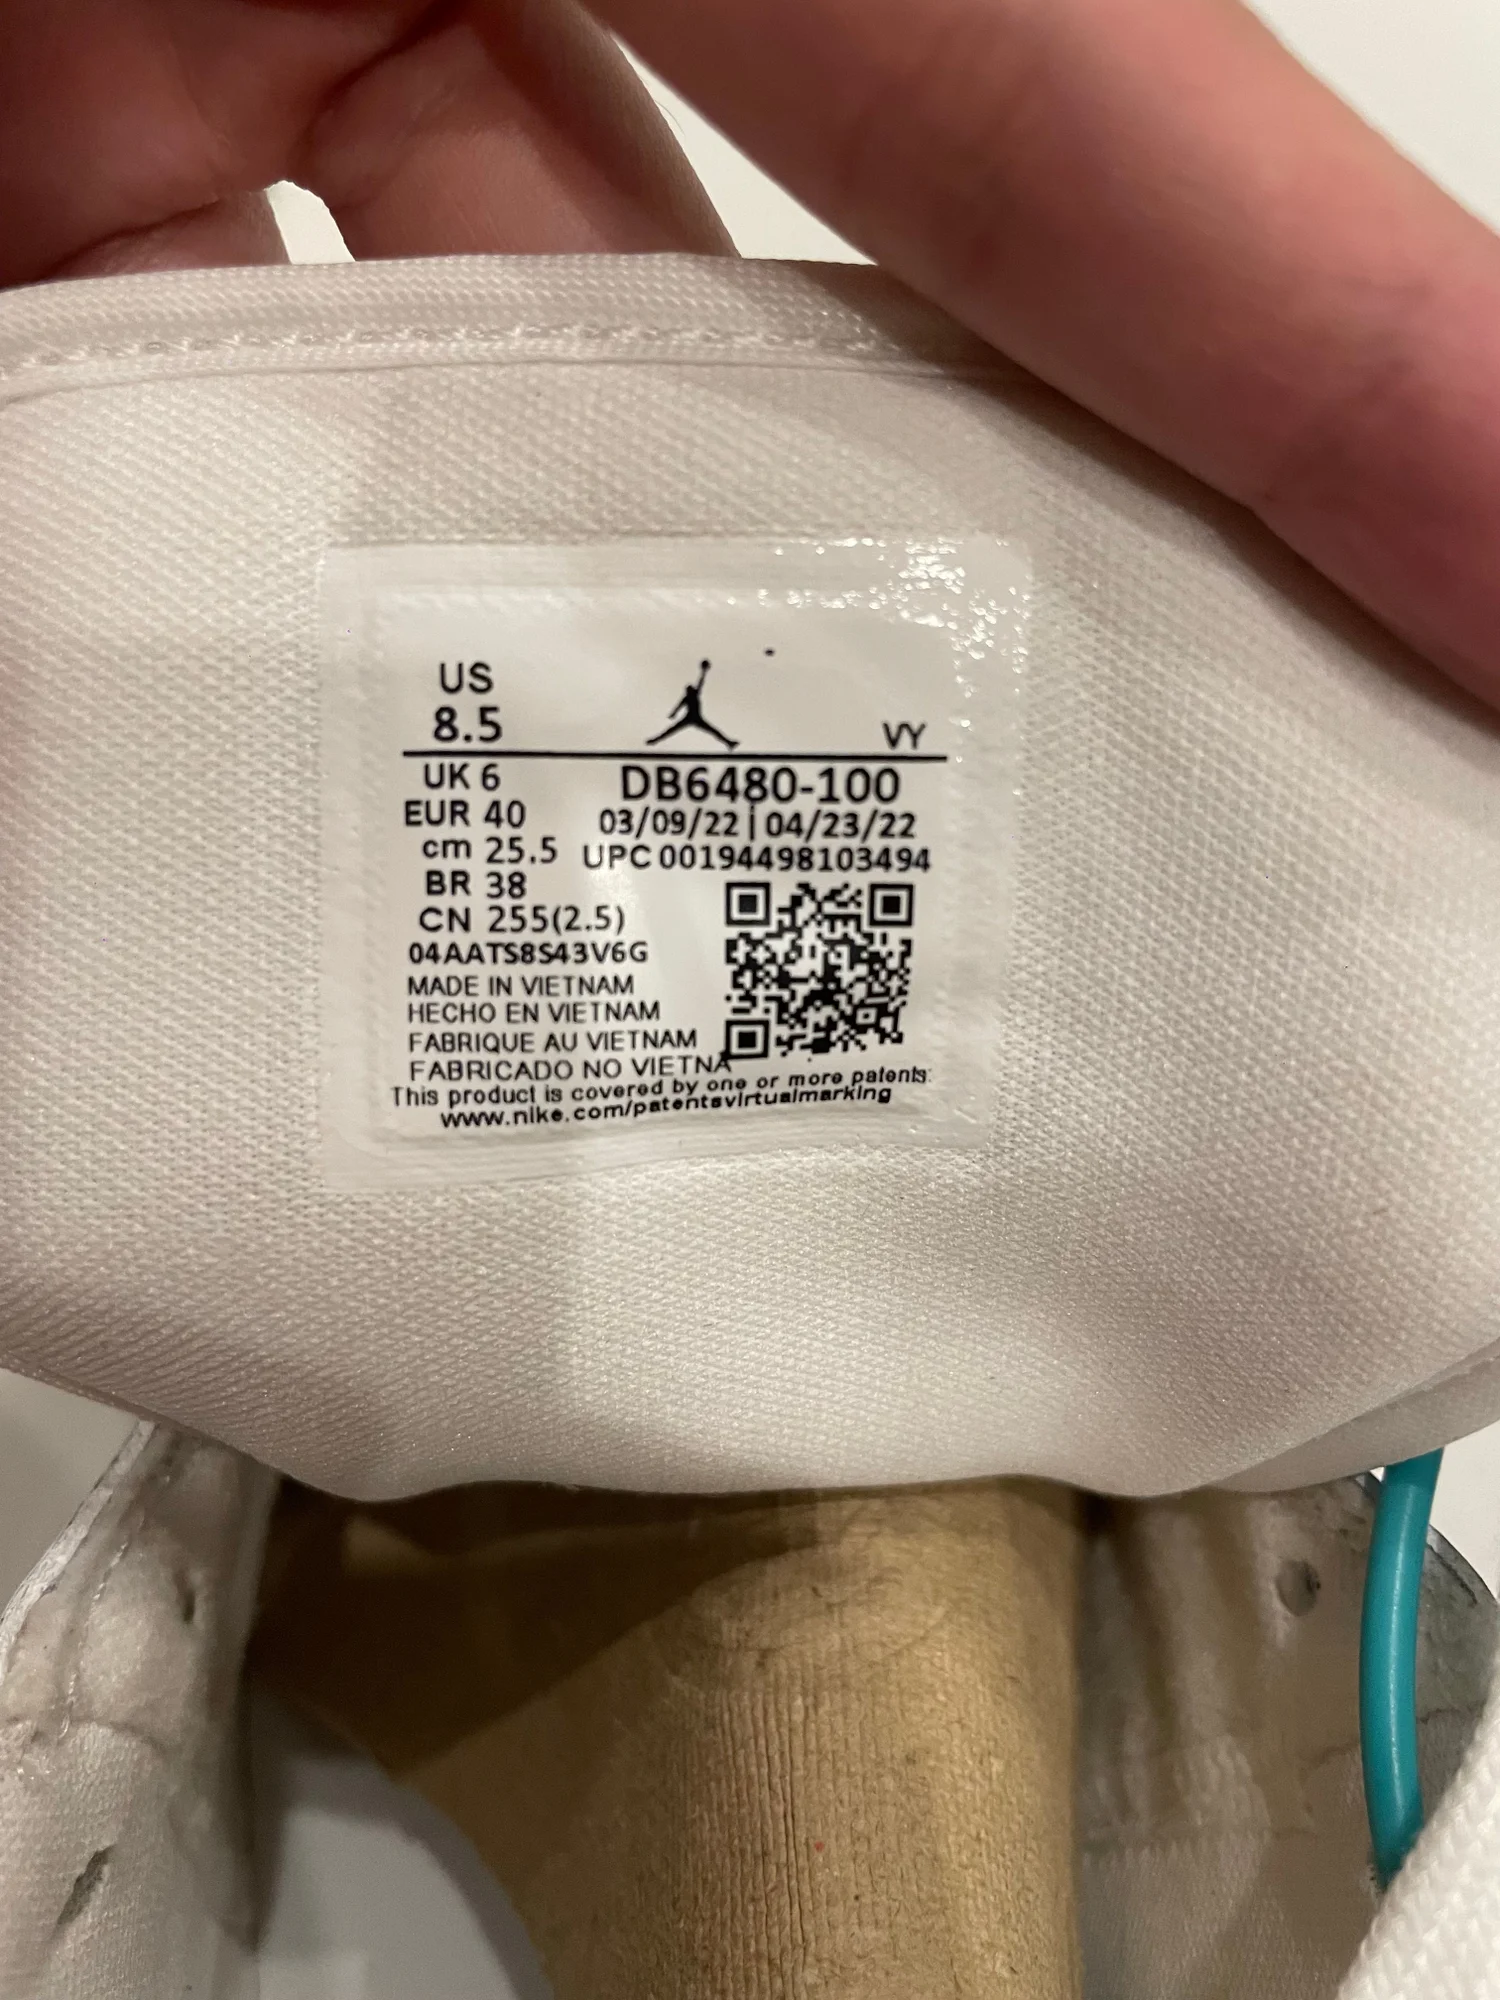 US
8.5
VY
UK 6
DB6480-100
EUR 40
03/09/22 | 04/23/22
cm 25.5
UPC 00194498103494
BR 38
CN 255(2.5)
04AATS8S43V6G
MADE IN VIETNAM
HECHO EN VIETNAM
FABRIQUE AU VIETNAM
FABRICADO NO VIETNA
This product is covered by one or more patents:
www.nike.com/patentsvirtualmarking